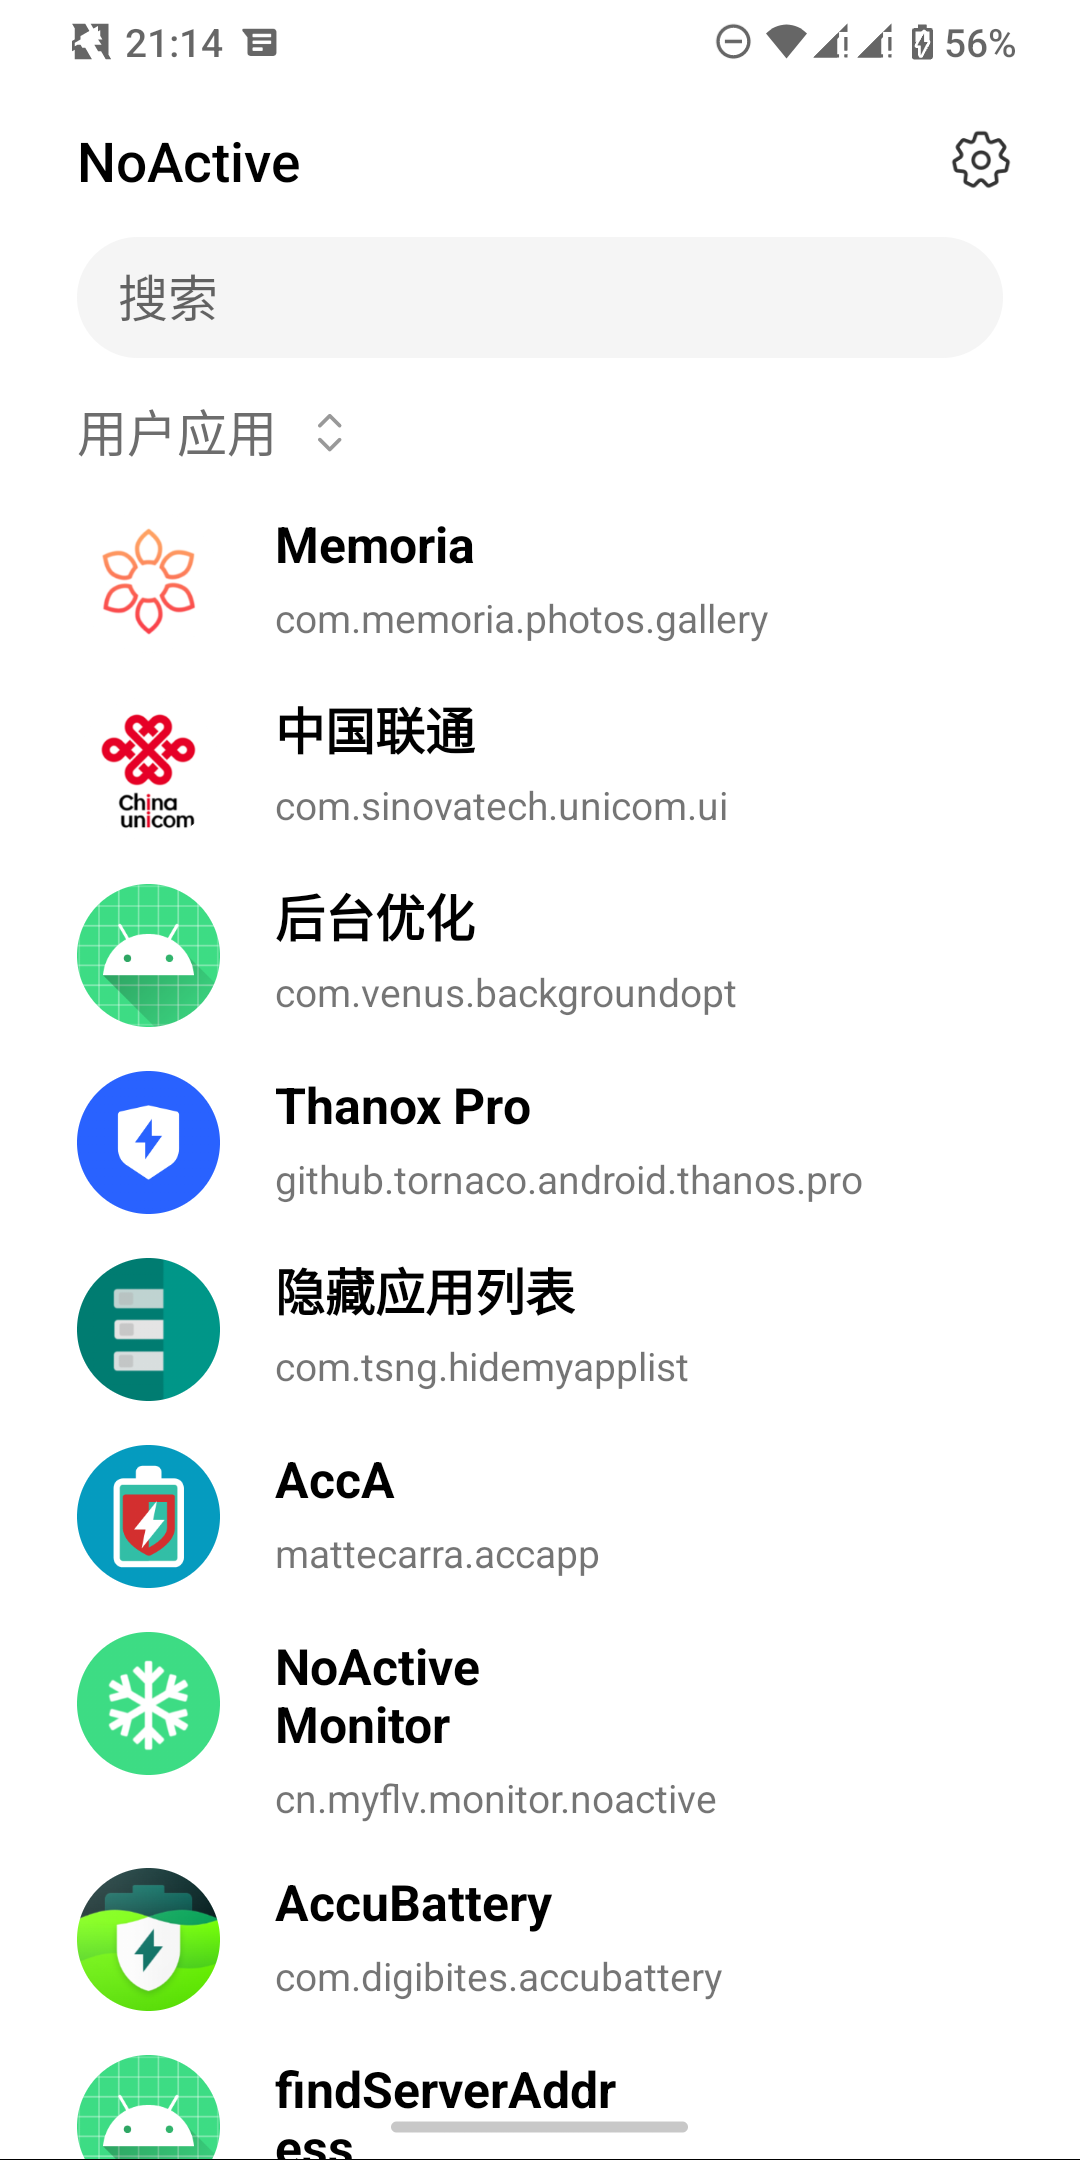 21:14
56%
NoActive
搜索
用户应用
Memoria
com.memoria.photos.gallery
China
unicom
中国联通
com.sinovatech.unicom.ui
后台优化
com.venus.backgroundopt
Thanox Pro
github.tornaco.android.thanos.pro
隐藏应用列表
com.tsng.hidemyapplist
AccA
mattecarra.accapp
NoActive
Monitor
cn.myflv.monitor.noactive
AccuBattery
com.digibites.accubattery
findServerAddr
ess